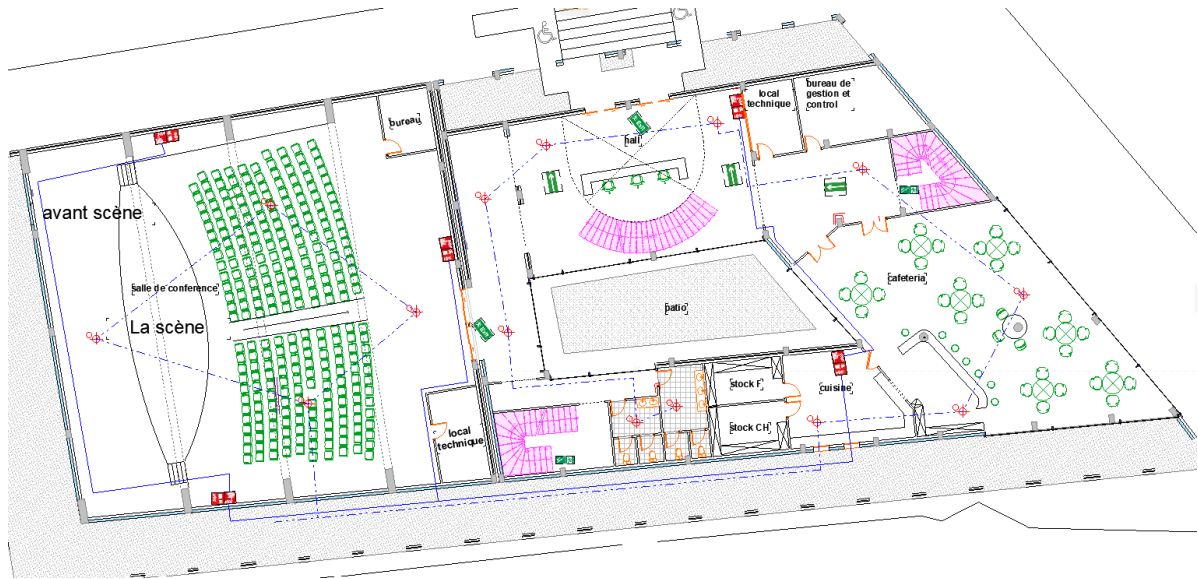 local
technique
bureau de
gestion et
control
bureau
hall
avant scène
salle de conference
La scène
cafeteria
patio
stock F
cuisine
stock CH
local
technique